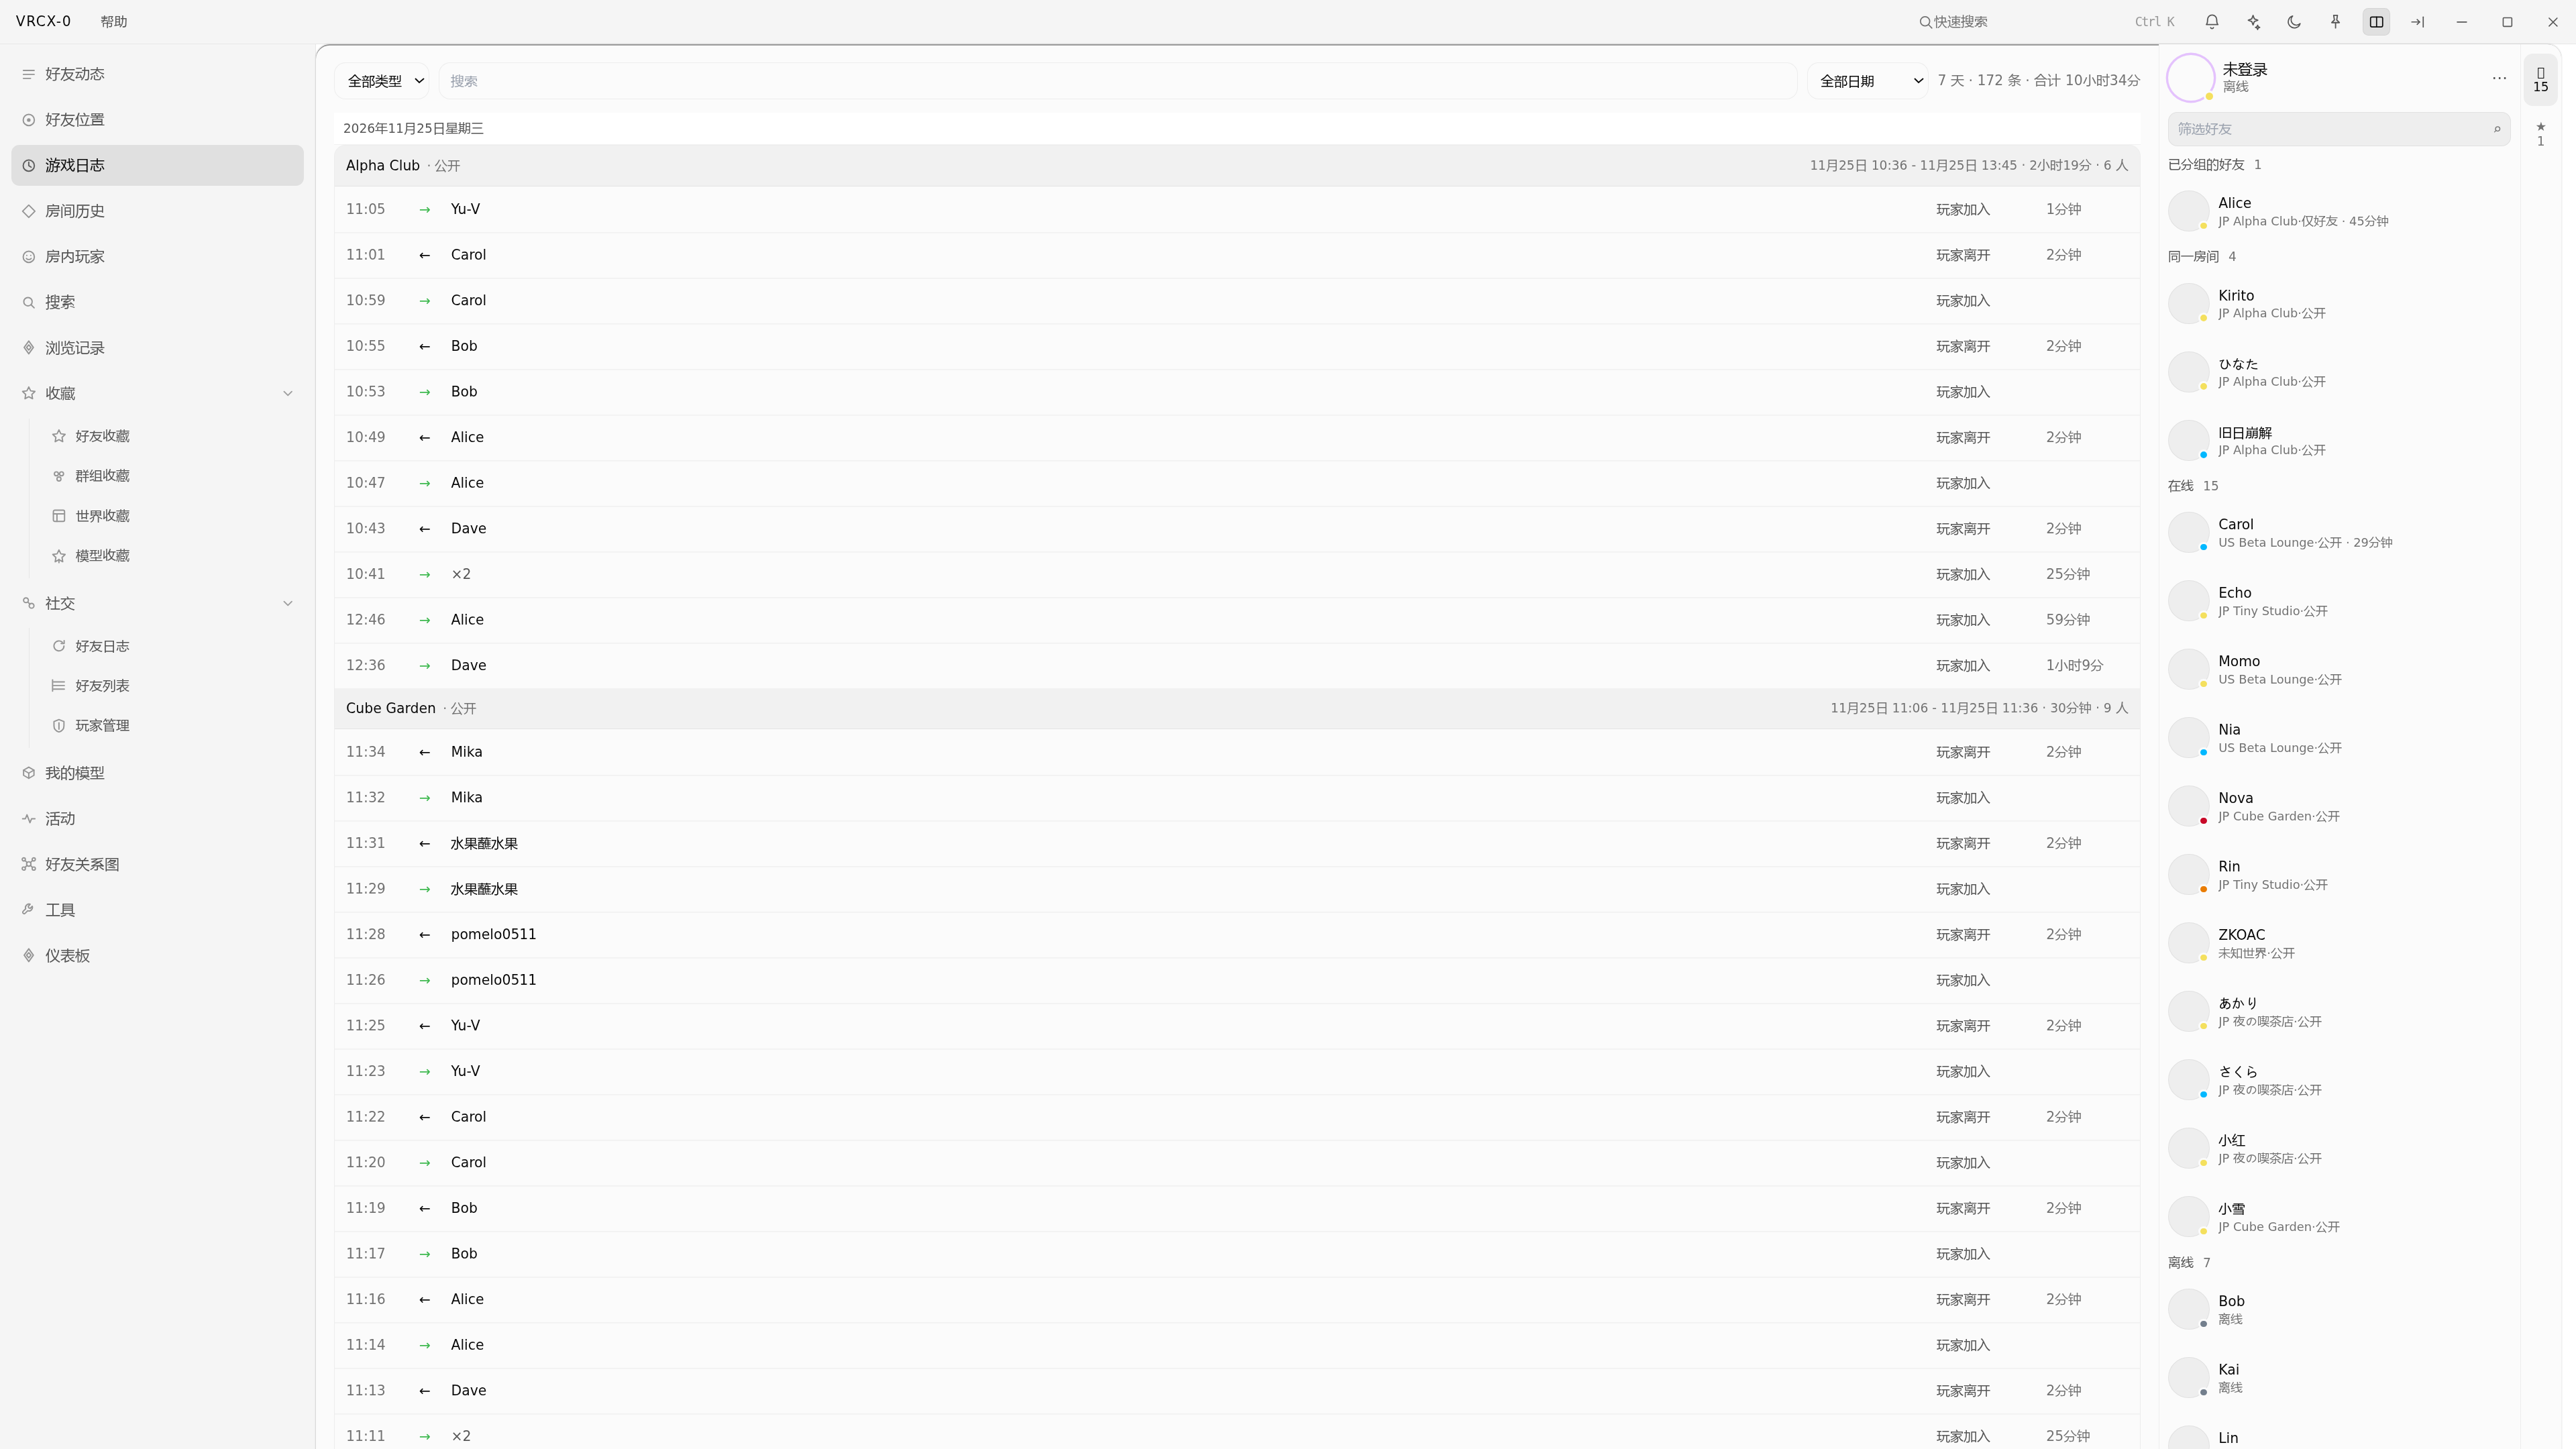 VRCX-0 帮助 快速搜索 Ctrl K
好友动态
好友位置
游戏日志
房间历史
房内玩家
搜索
浏览记录
收藏
好友收藏
群组收藏
世界收藏
模型收藏
社交
好友日志
好友列表
玩家管理
我的模型
活动
好友关系图
工具
仪表板
全部类型 搜索 全部日期 7 天 · 172 条 · 合计 10小时34分
2026年11月25日星期三
Alpha Club · 公开 11月25日 10:36 - 11月25日 13:45 · 2小时19分 · 6 人
11:05 → Yu-V 玩家加入 1分钟
11:01 ← Carol 玩家离开 2分钟
10:59 → Carol 玩家加入
10:55 ← Bob 玩家离开 2分钟
10:53 → Bob 玩家加入
10:49 ← Alice 玩家离开 2分钟
10:47 → Alice 玩家加入
10:43 ← Dave 玩家离开 2分钟
10:41 → ×2 玩家加入 25分钟
12:46 → Alice 玩家加入 59分钟
12:36 → Dave 玩家加入 1小时9分
Cube Garden · 公开 11月25日 11:06 - 11月25日 11:36 · 30分钟 · 9 人
11:34 ← Mika 玩家离开 2分钟
11:32 → Mika 玩家加入
11:31 ← 水果蘸水果 玩家离开 2分钟
11:29 → 水果蘸水果 玩家加入
11:28 ← pomelo0511 玩家离开 2分钟
11:26 → pomelo0511 玩家加入
11:25 ← Yu-V 玩家离开 2分钟
11:23 → Yu-V 玩家加入
11:22 ← Carol 玩家离开 2分钟
11:20 → Carol 玩家加入
11:19 ← Bob 玩家离开 2分钟
11:17 → Bob 玩家加入
11:16 ← Alice 玩家离开 2分钟
11:14 → Alice 玩家加入
11:13 ← Dave 玩家离开 2分钟
11:11 → ×2 玩家加入 25分钟
未登录
离线
筛选好友
已分组的好友 1
Alice
JP Alpha Club·仅好友 · 45分钟
同一房间 4
Kirito
JP Alpha Club·公开
ひなた
JP Alpha Club·公开
旧日崩解
JP Alpha Club·公开
在线 15
Carol
US Beta Lounge·公开 · 29分钟
Echo
JP Tiny Studio·公开
Momo
US Beta Lounge·公开
Nia
US Beta Lounge·公开
Nova
JP Cube Garden·公开
Rin
JP Tiny Studio·公开
ZKOAC
未知世界·公开
あかり
JP 夜の喫茶店·公开
さくら
JP 夜の喫茶店·公开
小红
JP 夜の喫茶店·公开
小雪
JP Cube Garden·公开
离线 7
Bob
离线
Kai
离线
Lin
15
★
1